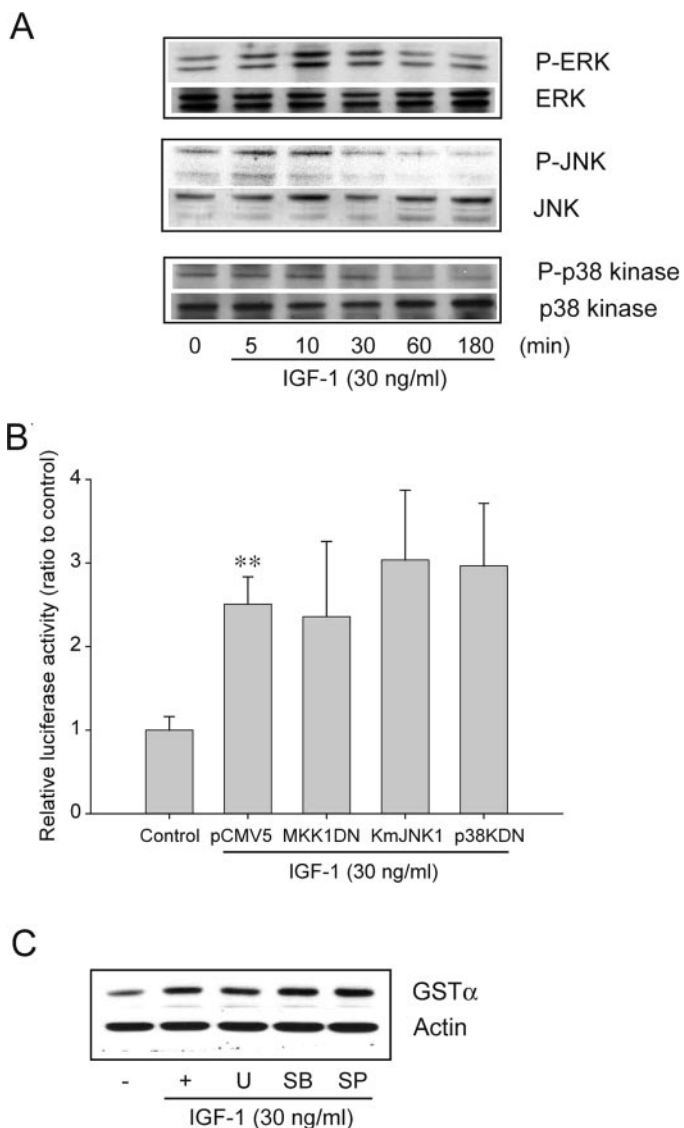 A
P-ERK
ERK
P-JNK
JNK
P-p38 kinase
p38 kinase
0 5 10 30 60 180 (min)
IGF-1 (30 ng/ml)
B
Relative luciferase activity (ratio to control)
4
3
2
1
0
**
Control pCMV5 MKK1DN KmJNK1 p38KDN
IGF-1 (30 ng/ml)
C
GSTα
Actin
- + U SB SP
IGF-1 (30 ng/ml)